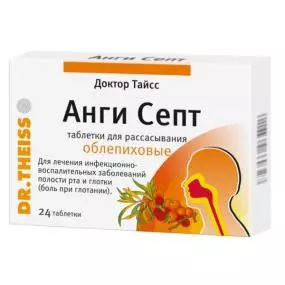 Доктор Тайсс
Анги Септ
таблетки для рассасывания
облепиховые
Для лечения инфекционно-
воспалительных заболеваний
полости рта и глотки
(боль при глотании).
24 таблетки
DR.THEISS